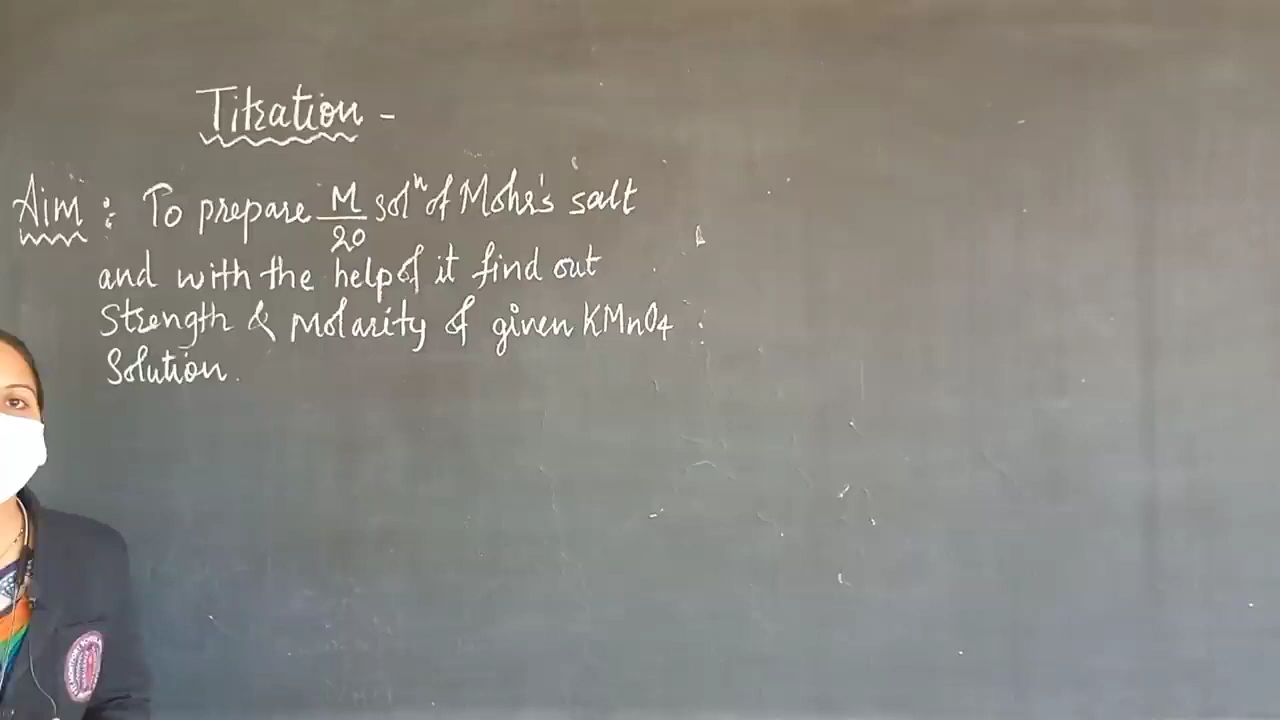 Titration -
Aim : To prepare M/20 solⁿ of Mohr's salt
and with the help of it find out
Strength & Molarity of given KMnO4
Solution.